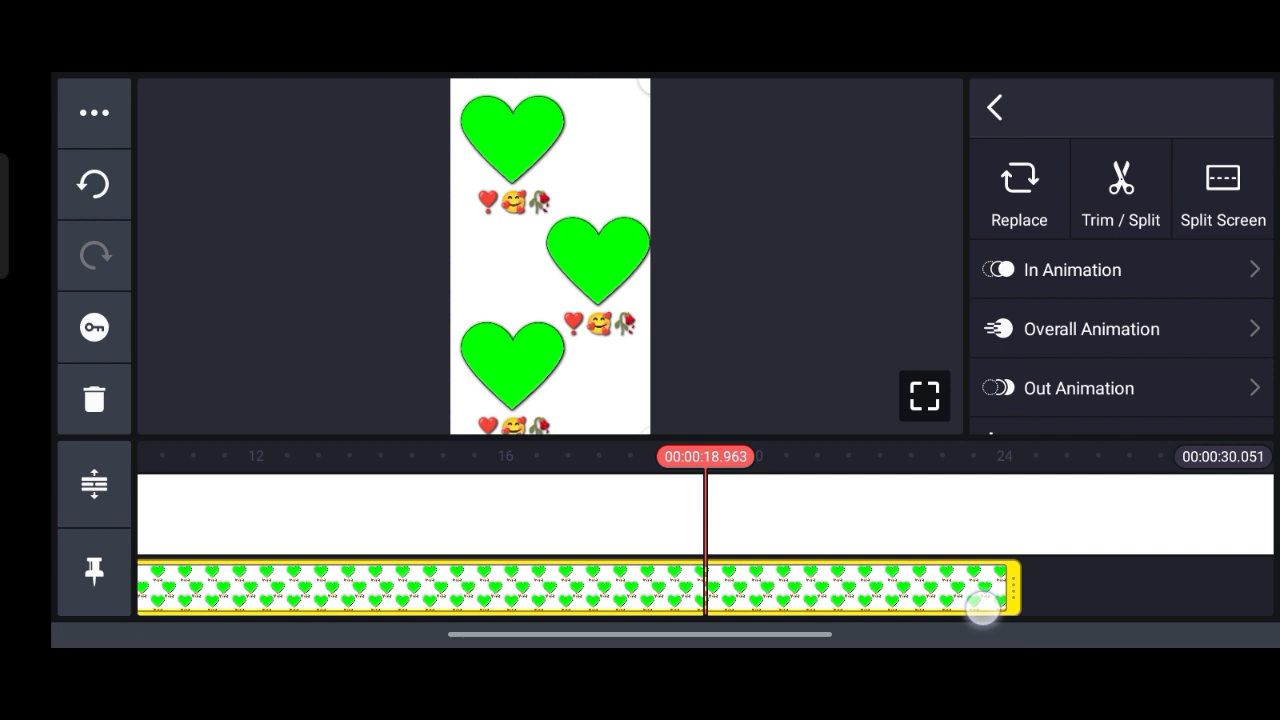 Replace
Trim / Split
Split Screen
In Animation
Overall Animation
Out Animation
12
16
00:00:18.963
0
24
00:00:30.051